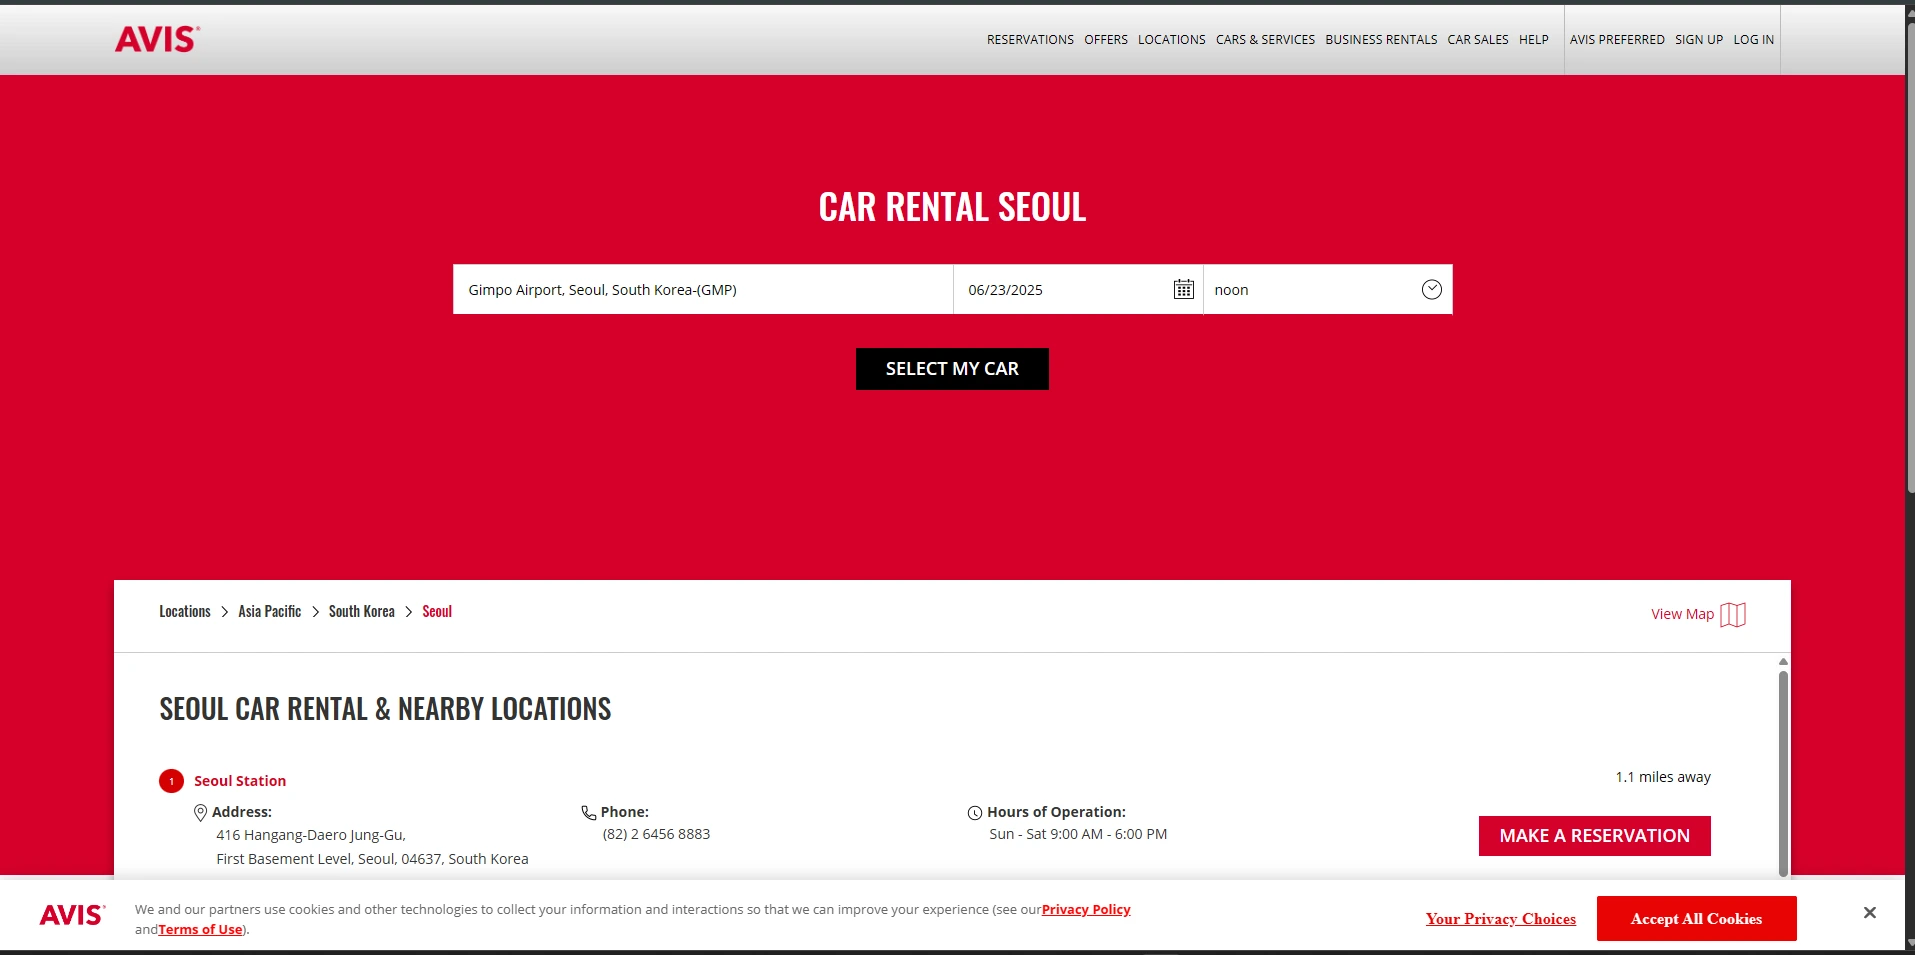 AVIS
RESERVATIONS OFFERS LOCATIONS CARS & SERVICES BUSINESS RENTALS CAR SALES HELP AVIS PREFERRED SIGN UP LOG IN
CAR RENTAL SEOUL
Gimpo Airport, Seoul, South Korea-(GMP) 06/23/2025 noon
SELECT MY CAR
Locations > Asia Pacific > South Korea > Seoul
View Map
SEOUL CAR RENTAL & NEARBY LOCATIONS
1 Seoul Station
1.1 miles away
Address:
416 Hangang-Daero Jung-Gu,
First Basement Level, Seoul, 04637, South Korea
Phone:
(82) 2 6456 8883
Hours of Operation:
Sun - Sat 9:00 AM - 6:00 PM
MAKE A RESERVATION
AVIS
We and our partners use cookies and other technologies to collect your information and interactions so that we can improve your experience (see ourPrivacy Policy
andTerms of Use).
Your Privacy Choices
Accept All Cookies